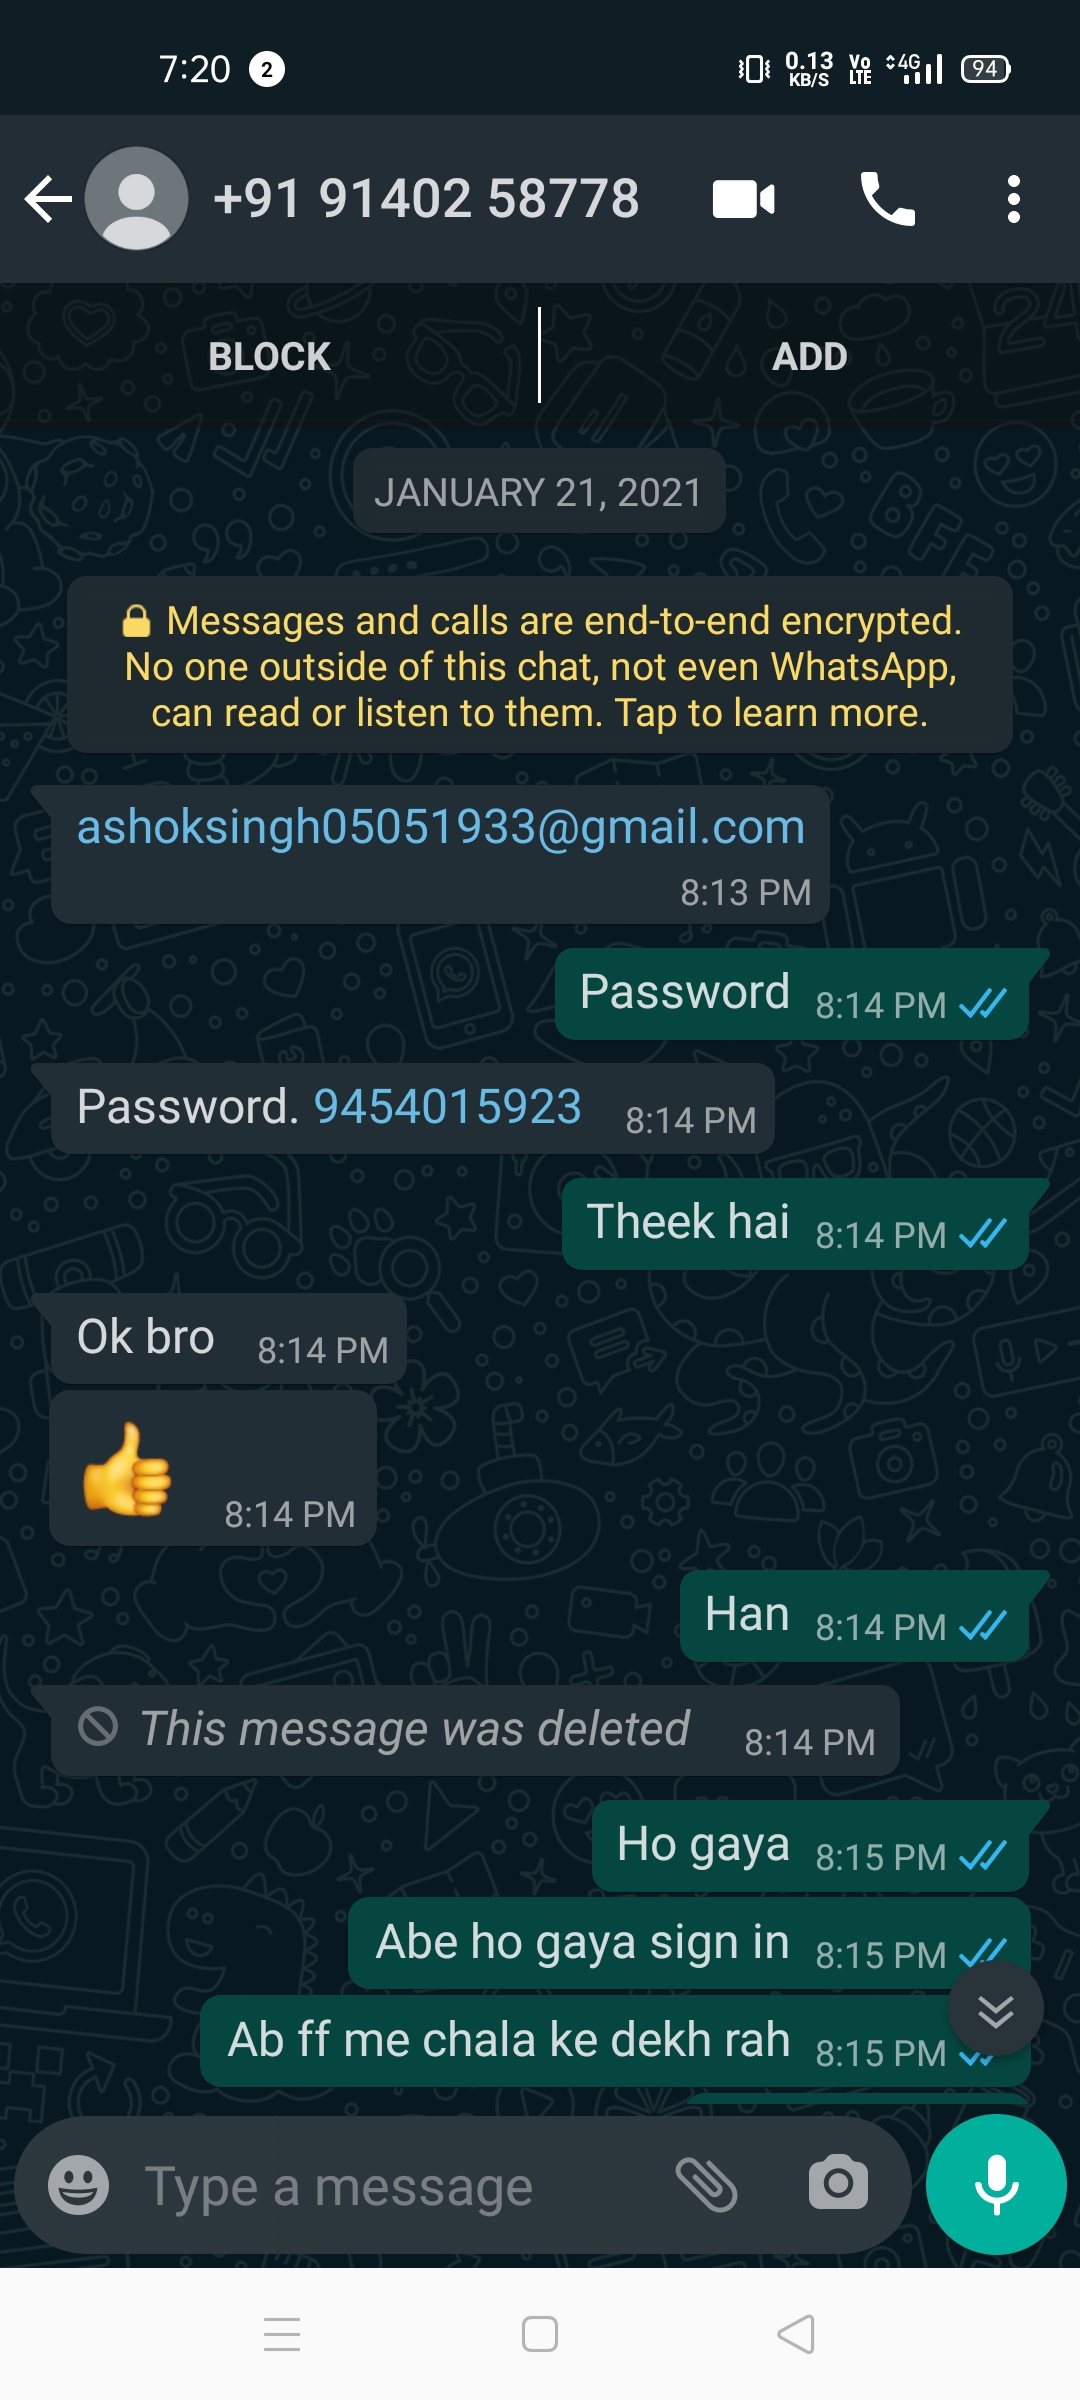 7:20 2 0.13 KB/S Vo LTE 4G 94
+91 91402 58778
BLOCK ADD
JANUARY 21, 2021
Messages and calls are end-to-end encrypted.
No one outside of this chat, not even WhatsApp,
can read or listen to them. Tap to learn more.
ashoksingh05051933@gmail.com
8:13 PM
Password 8:14 PM
Password. 9454015923 8:14 PM
Theek hai 8:14 PM
Ok bro 8:14 PM
8:14 PM
Han 8:14 PM
This message was deleted 8:14 PM
Ho gaya 8:15 PM
Abe ho gaya sign in 8:15 PM
Ab ff me chala ke dekh rah 8:15 PM
Type a message